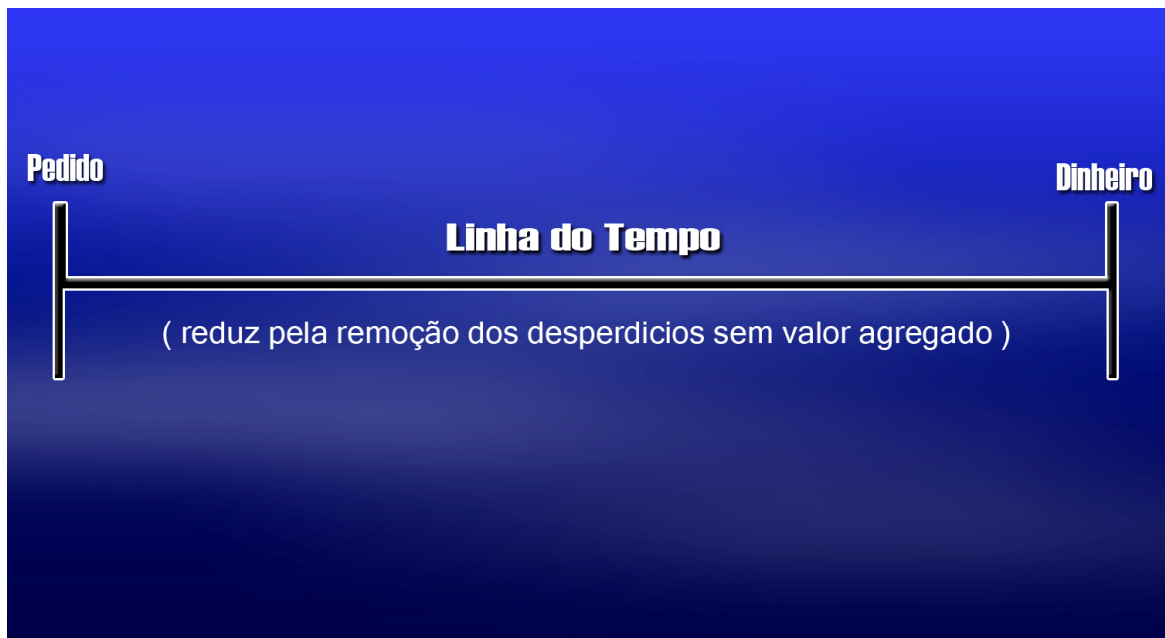 Pedido
Dinheiro
Linha do Tempo
( reduz pela remoção dos desperdicios sem valor agregado )